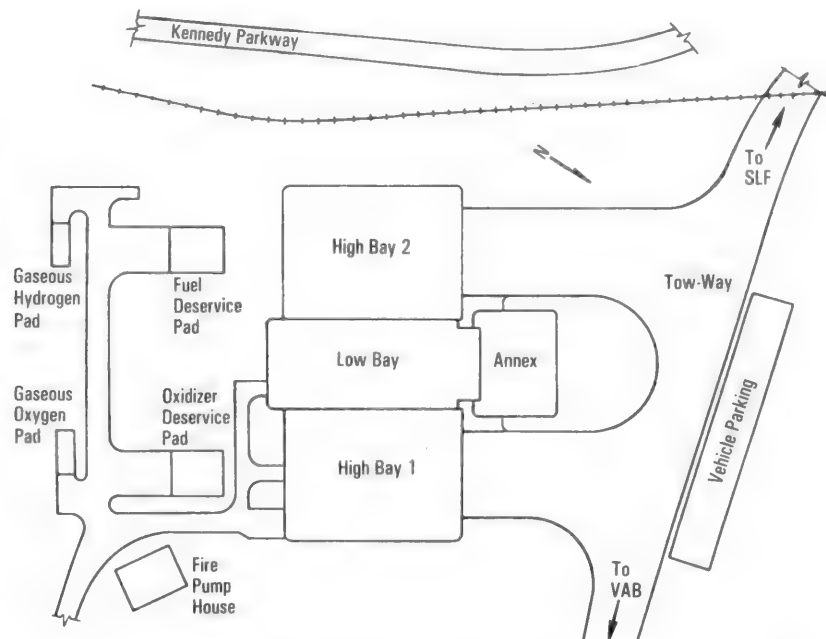 Kennedy Parkway
N
To
SLF
High Bay 2
Gaseous
Hydrogen
Pad
Fuel
Deservice
Pad
Tow-Way
Low Bay
Annex
Gaseous
Oxygen
Pad
Oxidizer
Deservice
Pad
Vehicle Parking
High Bay 1
Fire
Pump
House
To
VAB